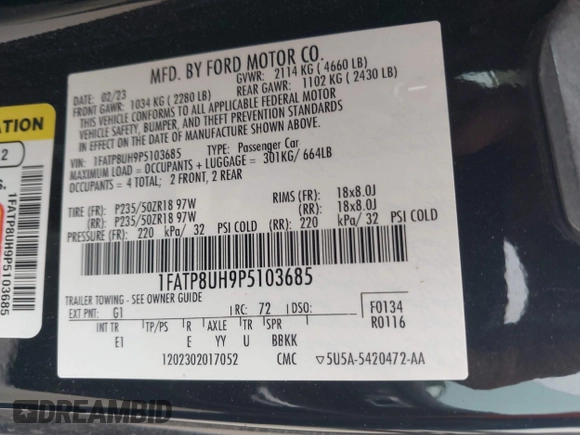 MFD. BY FORD MOTOR CO.
02/23 GVWR: 2114 KG ( 4660 LB)
FRONT GAWR: 1034 KG ( 2280 LB) REAR GAWR: 1102 KG ( 2430 LB)
THIS VEHICLE CONFORMS TO ALL APPLICABLE FEDERAL MOTOR
VEHICLE SAFETY, BUMPER, AND THEFT PREVENTION STANDARDS
IN EFFECT ON THE DATE OF MANUFACTURE SHOWN ABOVE.
VIN: 1FATP8UH9P5103685 TYPE: Passenger Car
MAXIMUM LOAD = OCCUPANTS + LUGGAGE = 301KG/ 664LB
OCCUPANTS = 4 TOTAL; 2 FRONT, 2 REAR
TIRE (FR): P235/50ZR18 97W RIMS (FR): 18x8.0J
(RR): P235/50ZR18 97W (RR): 18x8.0J
PRESSURE (FR): 220 kPa/ 32 PSI COLD (RR): 220 kPa/ 32 PSI COLD
1FATP8UH9P5103685
TRAILER TOWING - SEE OWNER GUIDE
EXT PNT: G1 RC: 72 DSO: F0134
INT TR TP/PS R AXLE TR SPR R0116
E1 E YY U BBKK
1202302017052 CMC ▽5U5A-5420472-AA
ATION
2
1FATP8UH9P5103685
DREAMBID